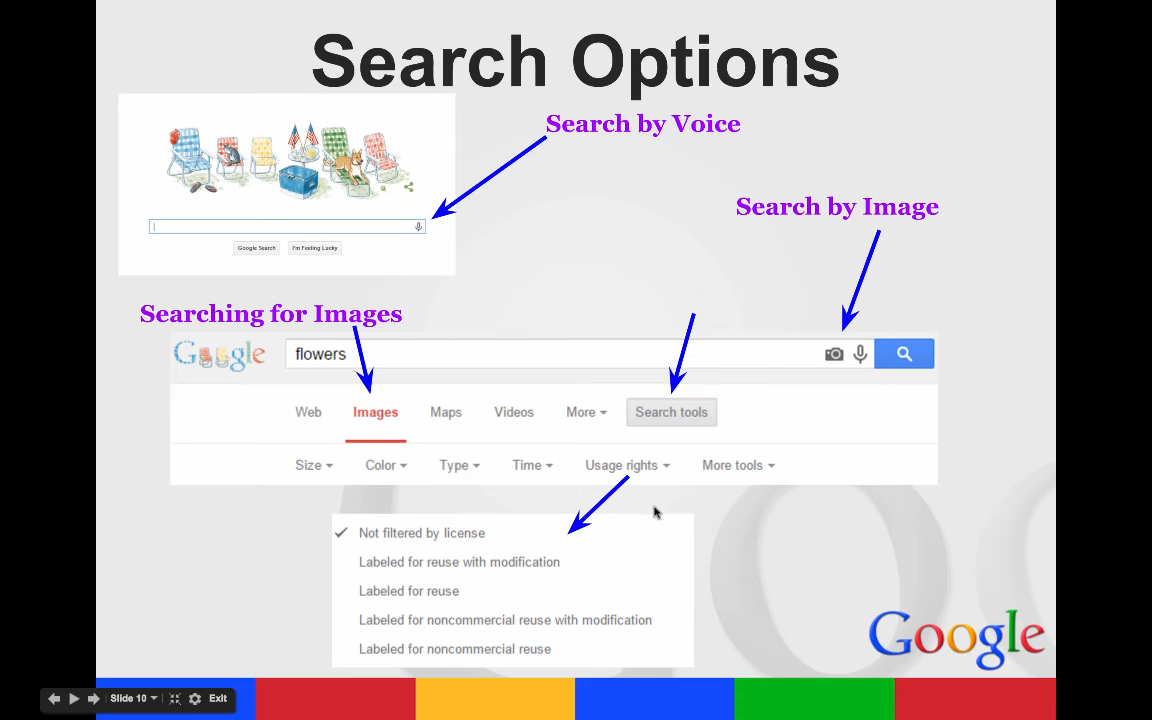 Search Options
Search by Voice
Google Search I'm Feeling Lucky
Search by Image
Searching for Images
Google flowers
Web Images Maps Videos More Search tools
Size Color Type Time Usage rights More tools
Not filtered by license
Labeled for reuse with modification
Labeled for reuse
Labeled for noncommercial reuse with modification
Labeled for noncommercial reuse
Google
Slide 10 Exit